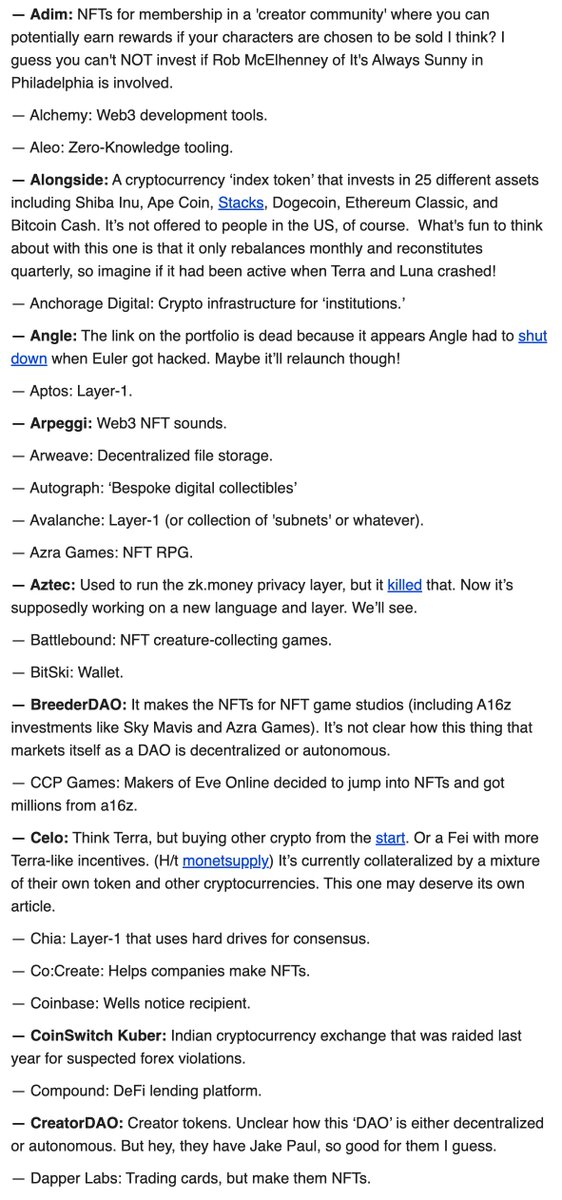 — Adim: NFTs for membership in a 'creator community' where you can
potentially earn rewards if your characters are chosen to be sold I think? I
guess you can't NOT invest if Rob McElhenney of It's Always Sunny in
Philadelphia is involved.
— Alchemy: Web3 development tools.
— Aleo: Zero-Knowledge tooling.
— Alongside: A cryptocurrency ‘index token’ that invests in 25 different assets
including Shiba Inu, Ape Coin, Stacks, Dogecoin, Ethereum Classic, and
Bitcoin Cash. It’s not offered to people in the US, of course.  What's fun to think
about with this one is that it only rebalances monthly and reconstitutes
quarterly, so imagine if it had been active when Terra and Luna crashed!
— Anchorage Digital: Crypto infrastructure for ‘institutions.’
— Angle: The link on the portfolio is dead because it appears Angle had to shut
down when Euler got hacked. Maybe it’ll relaunch though!
— Aptos: Layer-1.
— Arpeggi: Web3 NFT sounds.
— Arweave: Decentralized file storage.
— Autograph: ‘Bespoke digital collectibles’
— Avalanche: Layer-1 (or collection of 'subnets' or whatever).
— Azra Games: NFT RPG.
— Aztec: Used to run the zk.money privacy layer, but it killed that. Now it’s
supposedly working on a new language and layer. We’ll see.
— Battlebound: NFT creature-collecting games.
— BitSki: Wallet.
— BreederDAO: It makes the NFTs for NFT game studios (including A16z
investments like Sky Mavis and Azra Games). It’s not clear how this thing that
markets itself as a DAO is decentralized or autonomous.
— CCP Games: Makers of Eve Online decided to jump into NFTs and got
millions from a16z.
— Celo: Think Terra, but buying other crypto from the start. Or a Fei with more
Terra-like incentives. (H/t monetsupply) It’s currently collateralized by a mixture
of their own token and other cryptocurrencies. This one may deserve its own
article.
— Chia: Layer-1 that uses hard drives for consensus.
— Co:Create: Helps companies make NFTs.
— Coinbase: Wells notice recipient.
— CoinSwitch Kuber: Indian cryptocurrency exchange that was raided last
year for suspected forex violations.
— Compound: DeFi lending platform.
— CreatorDAO: Creator tokens. Unclear how this ‘DAO’ is either decentralized
or autonomous. But hey, they have Jake Paul, so good for them I guess.
— Dapper Labs: Trading cards, but make them NFTs.